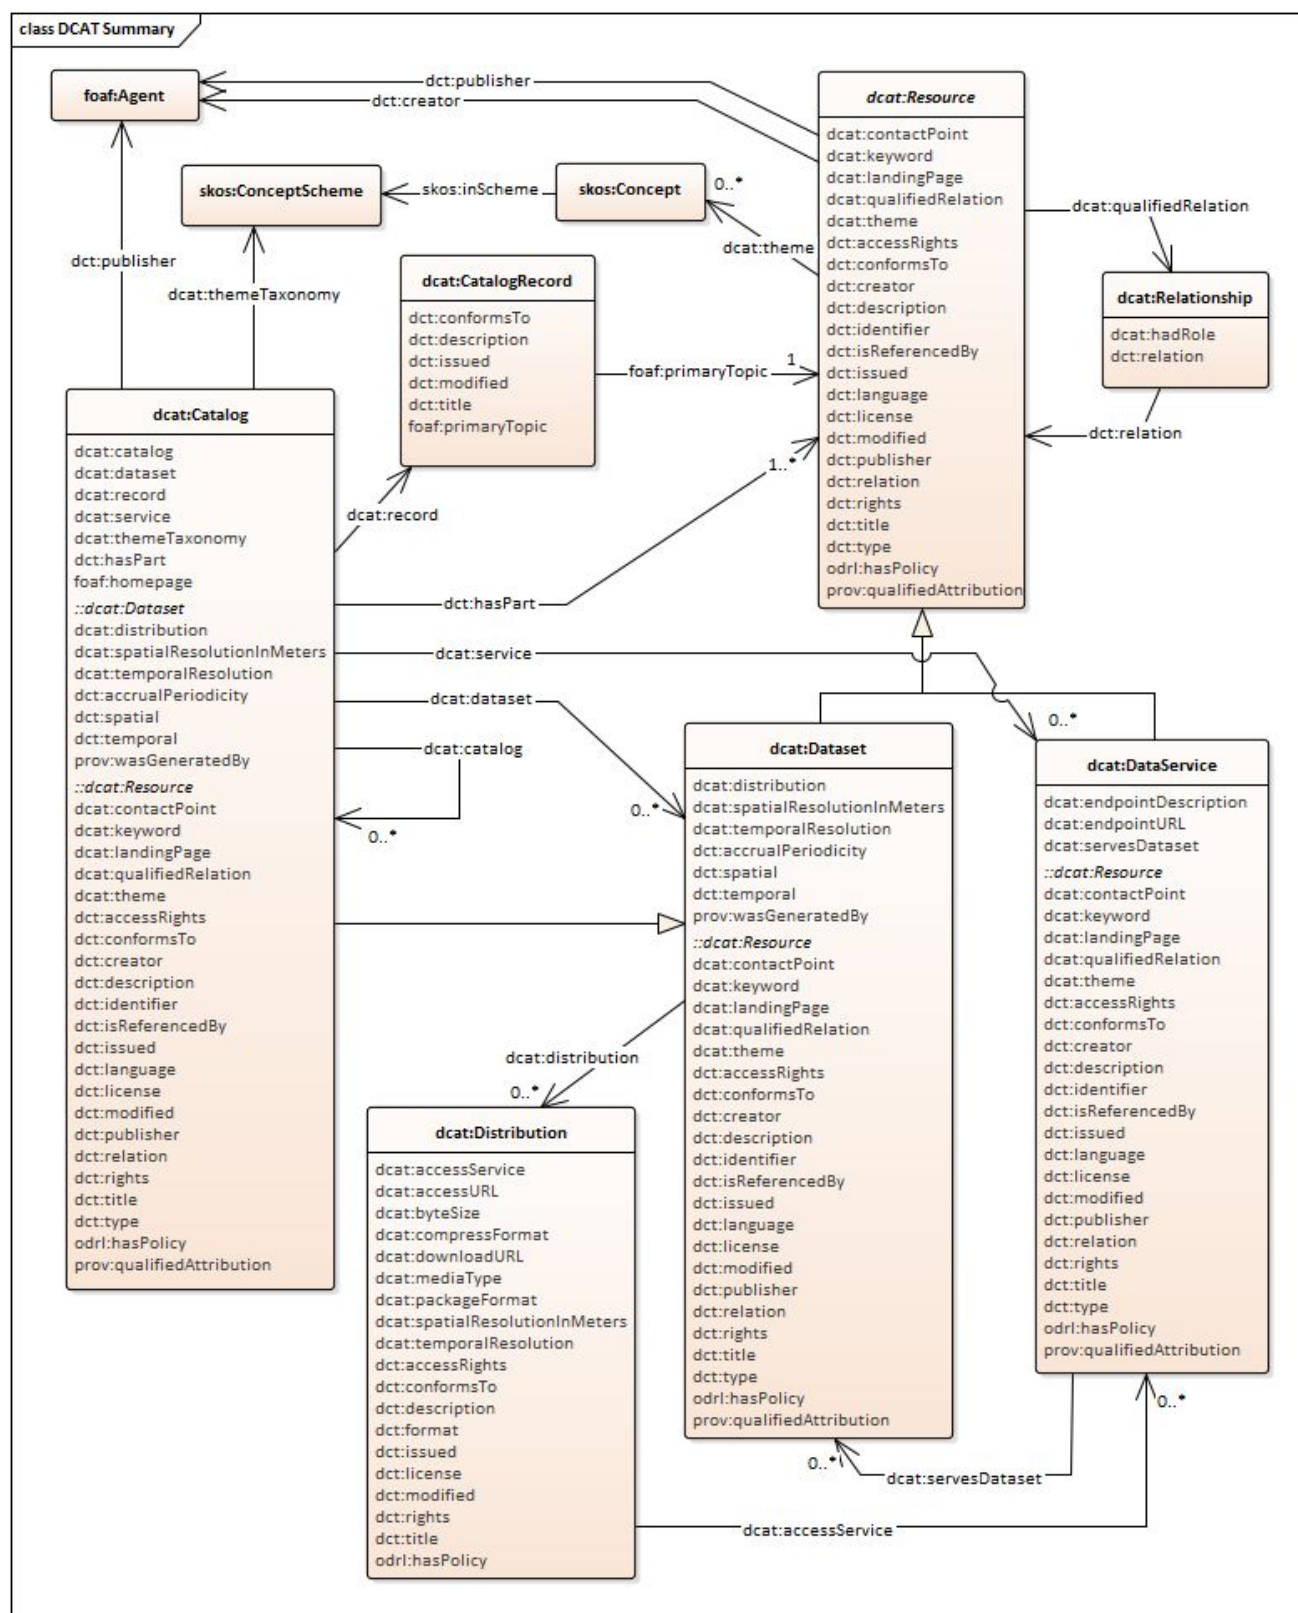 class DCAT Summary
foaf:Agent
dct:publisher
dct:creator
dcat:Resource
dcat:contactPoint
dcat:keyword
dcat:landingPage
dcat:qualifiedRelation
dcat:theme
dct:accessRights
dct:conformsTo
dct:creator
dct:description
dct:identifier
dct:isReferencedBy
dct:issued
dct:language
dct:license
dct:modified
dct:publisher
dct:relation
dct:rights
dct:title
dct:type
odrl:hasPolicy
prov:qualifiedAttribution
skos:ConceptScheme
skos:inScheme
skos:Concept
0..*
dcat:theme
dcat:qualifiedRelation
dcat:Relationship
dcat:hadRole
dct:relation
dct:relation
dct:publisher
dcat:themeTaxonomy
dcat:CatalogRecord
dct:conformsTo
dct:description
dct:issued
dct:modified
dct:title
foaf:primaryTopic
foaf:primaryTopic
1
dcat:Catalog
dcat:catalog
dcat:dataset
dcat:record
dcat:service
dcat:themeTaxonomy
dct:hasPart
foaf:homepage
::dcat:Dataset
dcat:distribution
dcat:spatialResolutionInMeters
dcat:temporalResolution
dct:accrualPeriodicity
dct:spatial
dct:temporal
prov:wasGeneratedBy
::dcat:Resource
dcat:contactPoint
dcat:keyword
dcat:landingPage
dcat:qualifiedRelation
dcat:theme
dct:accessRights
dct:conformsTo
dct:creator
dct:description
dct:identifier
dct:isReferencedBy
dct:issued
dct:language
dct:license
dct:modified
dct:publisher
dct:relation
dct:rights
dct:title
dct:type
odrl:hasPolicy
prov:qualifiedAttribution
dcat:record
1..*
dct:hasPart
dcat:service
0..*
dcat:dataset
0..*
dcat:catalog
0..*
dcat:Dataset
dcat:distribution
dcat:spatialResolutionInMeters
dcat:temporalResolution
dct:accrualPeriodicity
dct:spatial
dct:temporal
prov:wasGeneratedBy
::dcat:Resource
dcat:contactPoint
dcat:keyword
dcat:landingPage
dcat:qualifiedRelation
dcat:theme
dct:accessRights
dct:conformsTo
dct:creator
dct:description
dct:identifier
dct:isReferencedBy
dct:issued
dct:language
dct:license
dct:modified
dct:publisher
dct:relation
dct:rights
dct:title
dct:type
odrl:hasPolicy
prov:qualifiedAttribution
dcat:DataService
dcat:endpointDescription
dcat:endpointURL
dcat:servesDataset
::dcat:Resource
dcat:contactPoint
dcat:keyword
dcat:landingPage
dcat:qualifiedRelation
dcat:theme
dct:accessRights
dct:conformsTo
dct:creator
dct:description
dct:identifier
dct:isReferencedBy
dct:issued
dct:language
dct:license
dct:modified
dct:publisher
dct:relation
dct:rights
dct:title
dct:type
odrl:hasPolicy
prov:qualifiedAttribution
dcat:distribution
0..*
dcat:Distribution
dcat:accessService
dcat:accessURL
dcat:byteSize
dcat:compressFormat
dcat:downloadURL
dcat:mediaType
dcat:packageFormat
dcat:spatialResolutionInMeters
dcat:temporalResolution
dct:accessRights
dct:conformsTo
dct:description
dct:format
dct:issued
dct:license
dct:modified
dct:rights
dct:title
odrl:hasPolicy
0..*
dcat:servesDataset
0..*
dcat:accessService